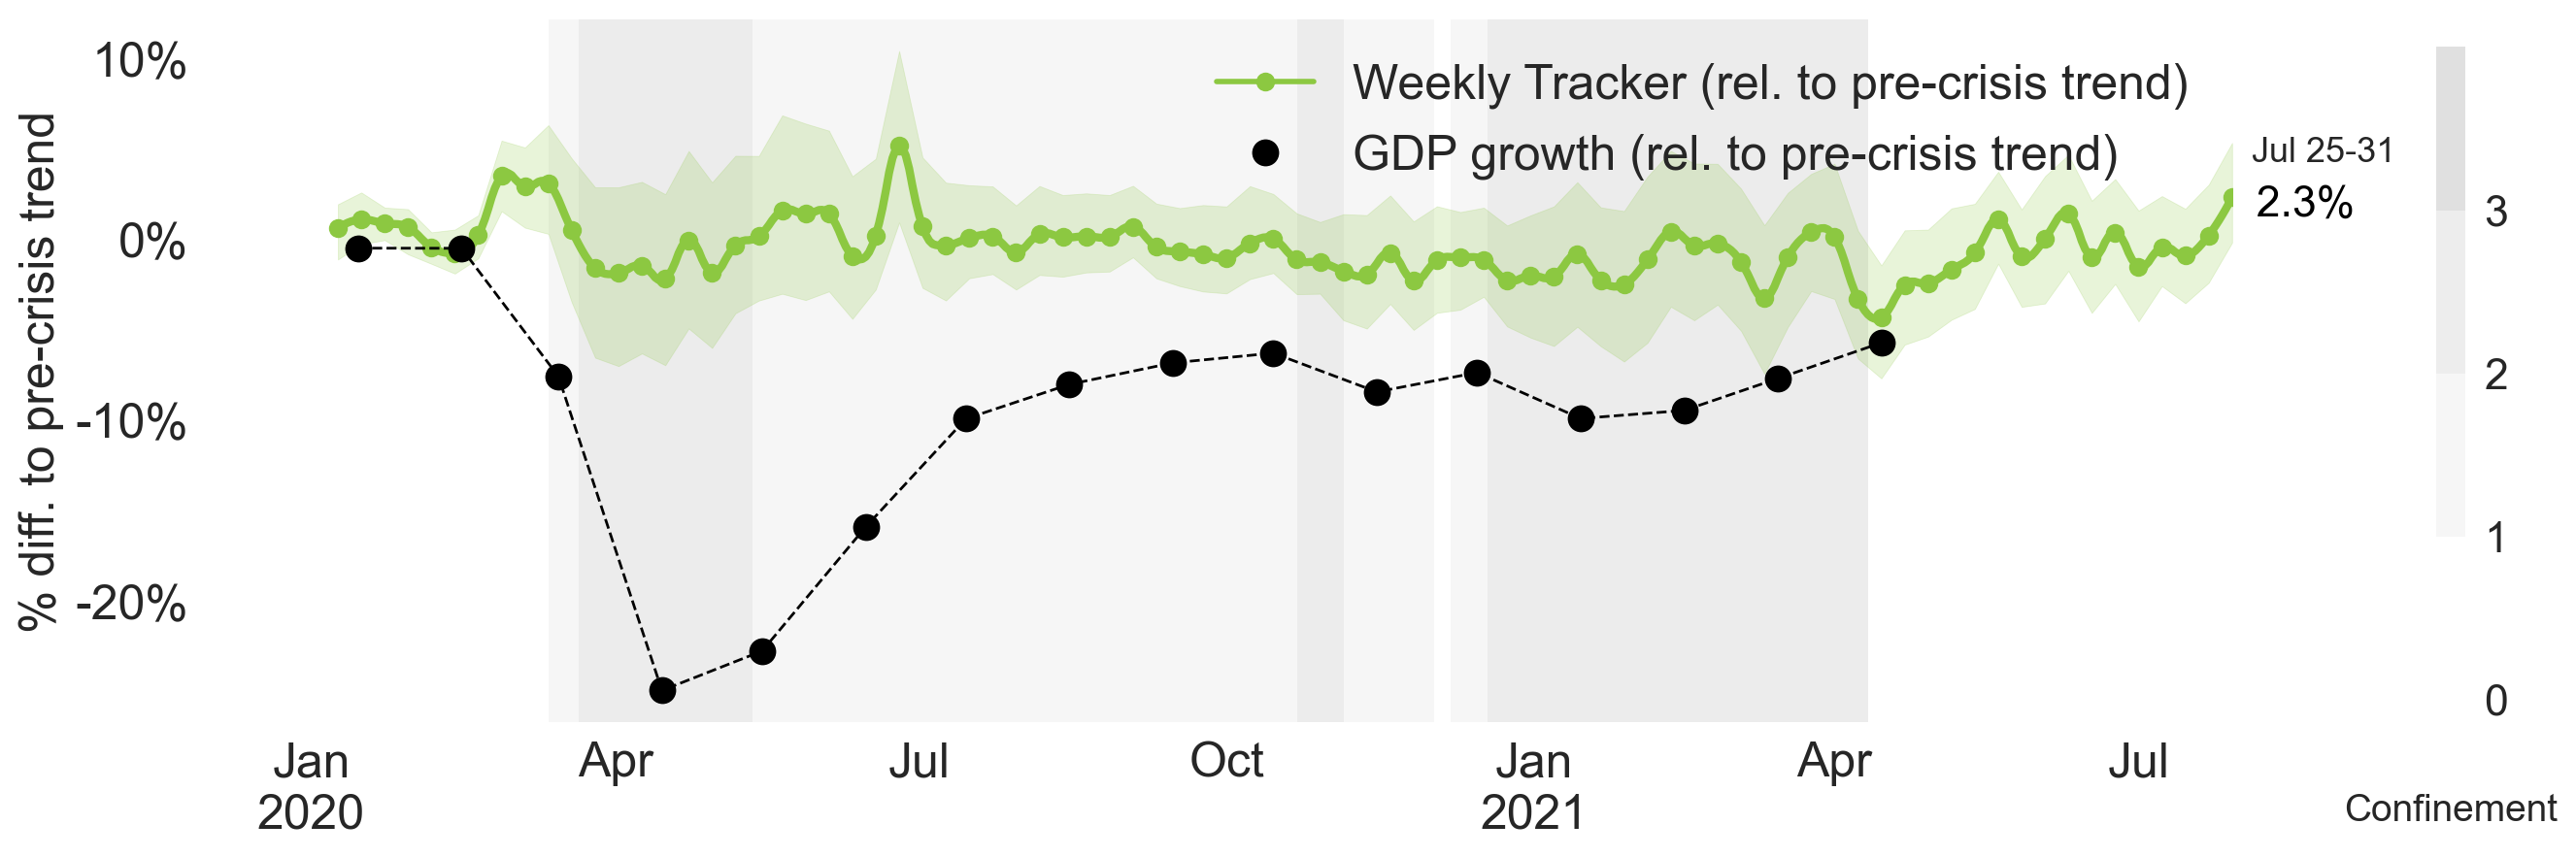 % diff. to pre-crisis trend
10%
0%
-10%
-20%
Weekly Tracker (rel. to pre-crisis trend)
GDP growth (rel. to pre-crisis trend)
Jul 25-31
2.3%
3
2
1
0
Jan
2020
Apr
Jul
Oct
Jan
2021
Apr
Jul
Confinement